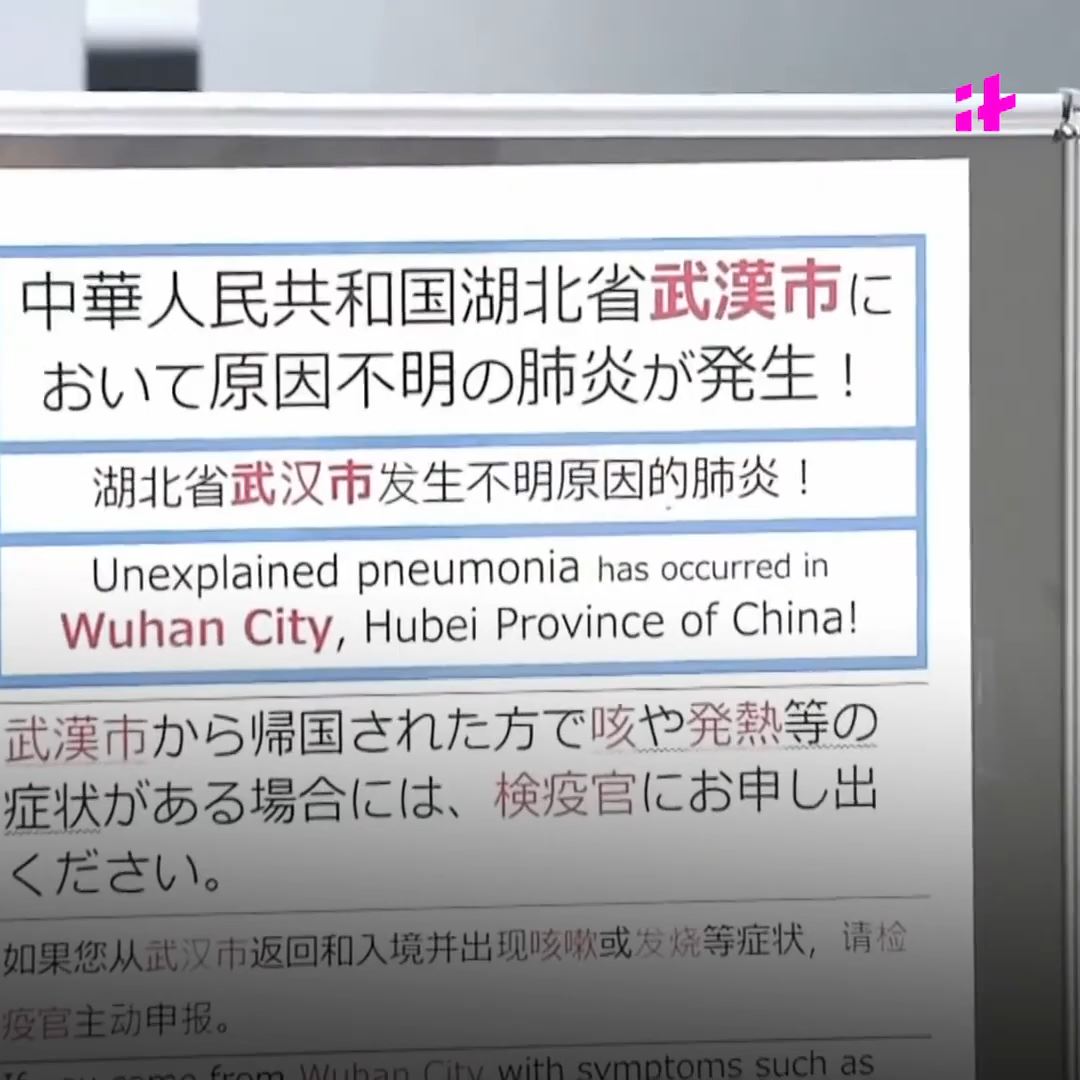 中華人民共和国湖北省武漢市に
おいて原因不明の肺炎が発生！
湖北省武汉市发生不明原因的肺炎！
Unexplained pneumonia has occurred in
Wuhan City, Hubei Province of China!
武漢市から帰国された方で咳や発熱等の
症状がある場合には、検疫官にお申し出
ください。
如果您从武汉市返回和入境并出现咳嗽或发烧等症状，请检
疫官主动申报。
If you come from Wuhan City with symptoms such as